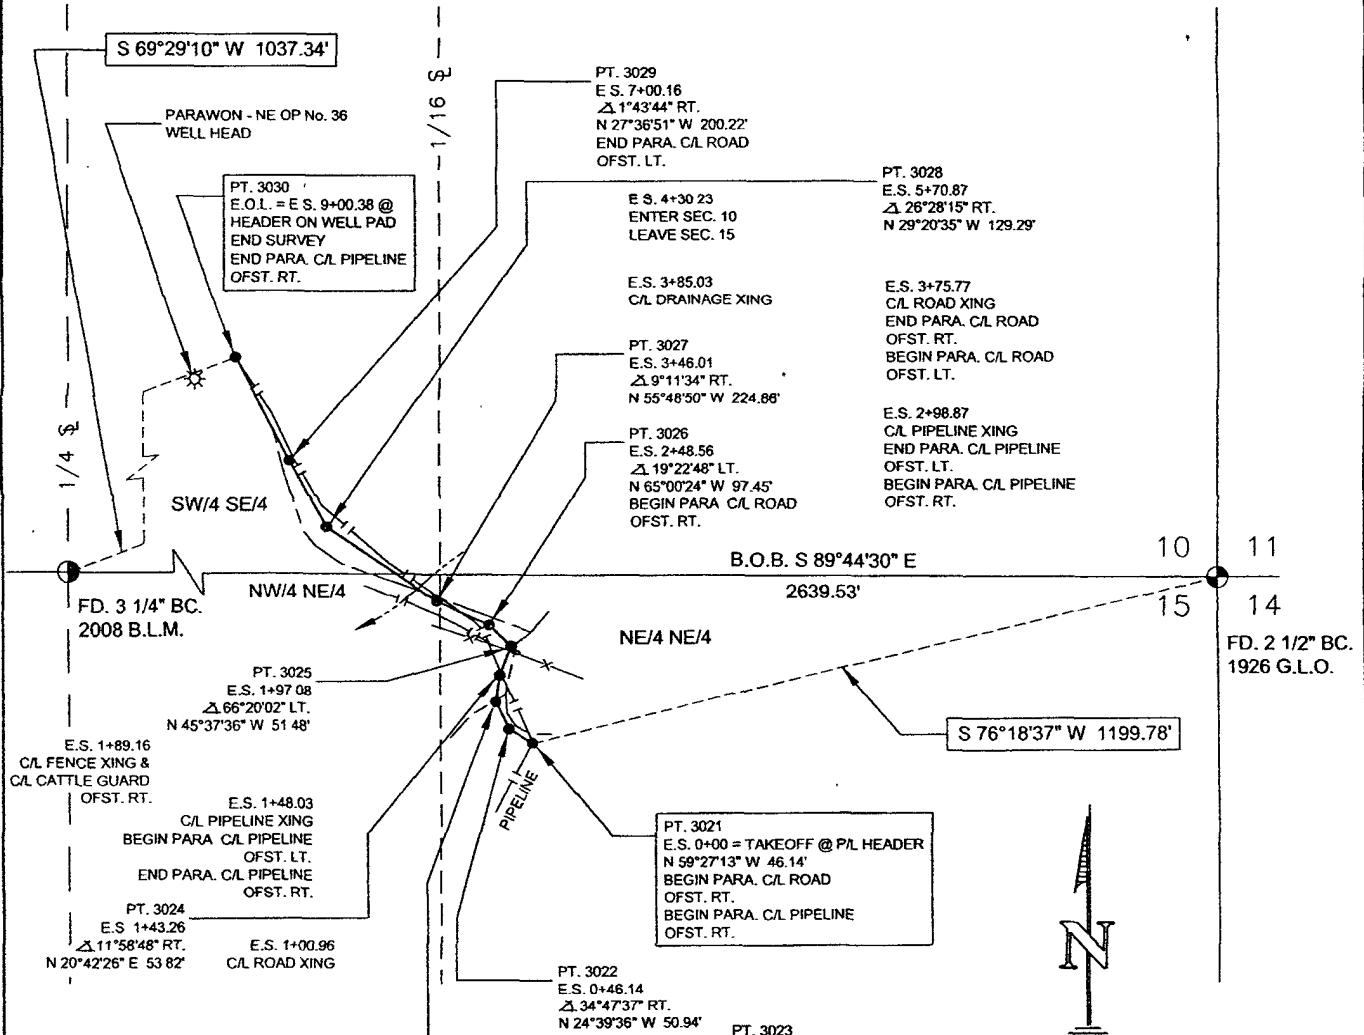 S 69°29'10" W 1037.34'
PARAWON - NE OP No. 36
WELL HEAD
PT. 3030
E.O.L. = E S. 9+00.38 @
HEADER ON WELL PAD
END SURVEY
END PARA. C/L PIPELINE
OFST. RT.
1/4
1/16
PT. 3029
E S. 7+00.16
Δ 1°43'44" RT.
N 27°36'51" W 200.22'
END PARA. C/L ROAD
OFST. LT.
PT. 3028
E.S. 5+70.87
Δ 26°28'15" RT.
N 29°20'35" W 129.29'
E S. 4+30 23
ENTER SEC. 10
LEAVE SEC. 15
E.S. 3+85.03
C/L DRAINAGE XING
E.S. 3+75.77
C/L ROAD XING
END PARA. C/L ROAD
OFST. RT.
BEGIN PARA. C/L ROAD
OFST. LT.
PT. 3027
E.S. 3+46.01
Δ 9°11'34" RT.
N 55°48'50" W 224.86'
E.S. 2+98.87
C/L PIPELINE XING
END PARA. C/L PIPELINE
OFST. LT.
BEGIN PARA. C/L PIPELINE
OFST. RT.
PT. 3026
E.S. 2+48.56
Δ 19°22'48" LT.
N 65°00'24" W 97.45'
BEGIN PARA C/L ROAD
OFST. RT.
SW/4 SE/4
B.O.B. S 89°44'30" E
2639.53'
10
11
15
14
NW/4 NE/4
NE/4 NE/4
FD. 3 1/4" BC.
2008 B.L.M.
FD. 2 1/2" BC.
1926 G.L.O.
PT. 3025
E.S. 1+97 08
Δ 66°20'02" LT.
N 45°37'36" W 51 48'
S 76°18'37" W 1199.78'
E.S. 1+89.16
C/L FENCE XING &
C/L CATTLE GUARD
OFST. RT.
E.S. 1+48.03
C/L PIPELINE XING
BEGIN PARA C/L PIPELINE
OFST. LT.
END PARA. C/L PIPELINE
OFST. RT.
PIPELINE
PT. 3021
E.S. 0+00 = TAKEOFF @ P/L HEADER
N 59°27'13" W 46.14'
BEGIN PARA. C/L ROAD
OFST. RT.
BEGIN PARA. C/L PIPELINE
OFST. RT.
PT. 3024
E.S 1+43.26
Δ 11°58'48" RT.
N 20°42'26" E 53 82'
E.S. 1+00.96
C/L ROAD XING
N
PT. 3022
E.S. 0+46.14
Δ 34°47'37" RT.
N 24°39'36" W 50.94'
PT. 3023